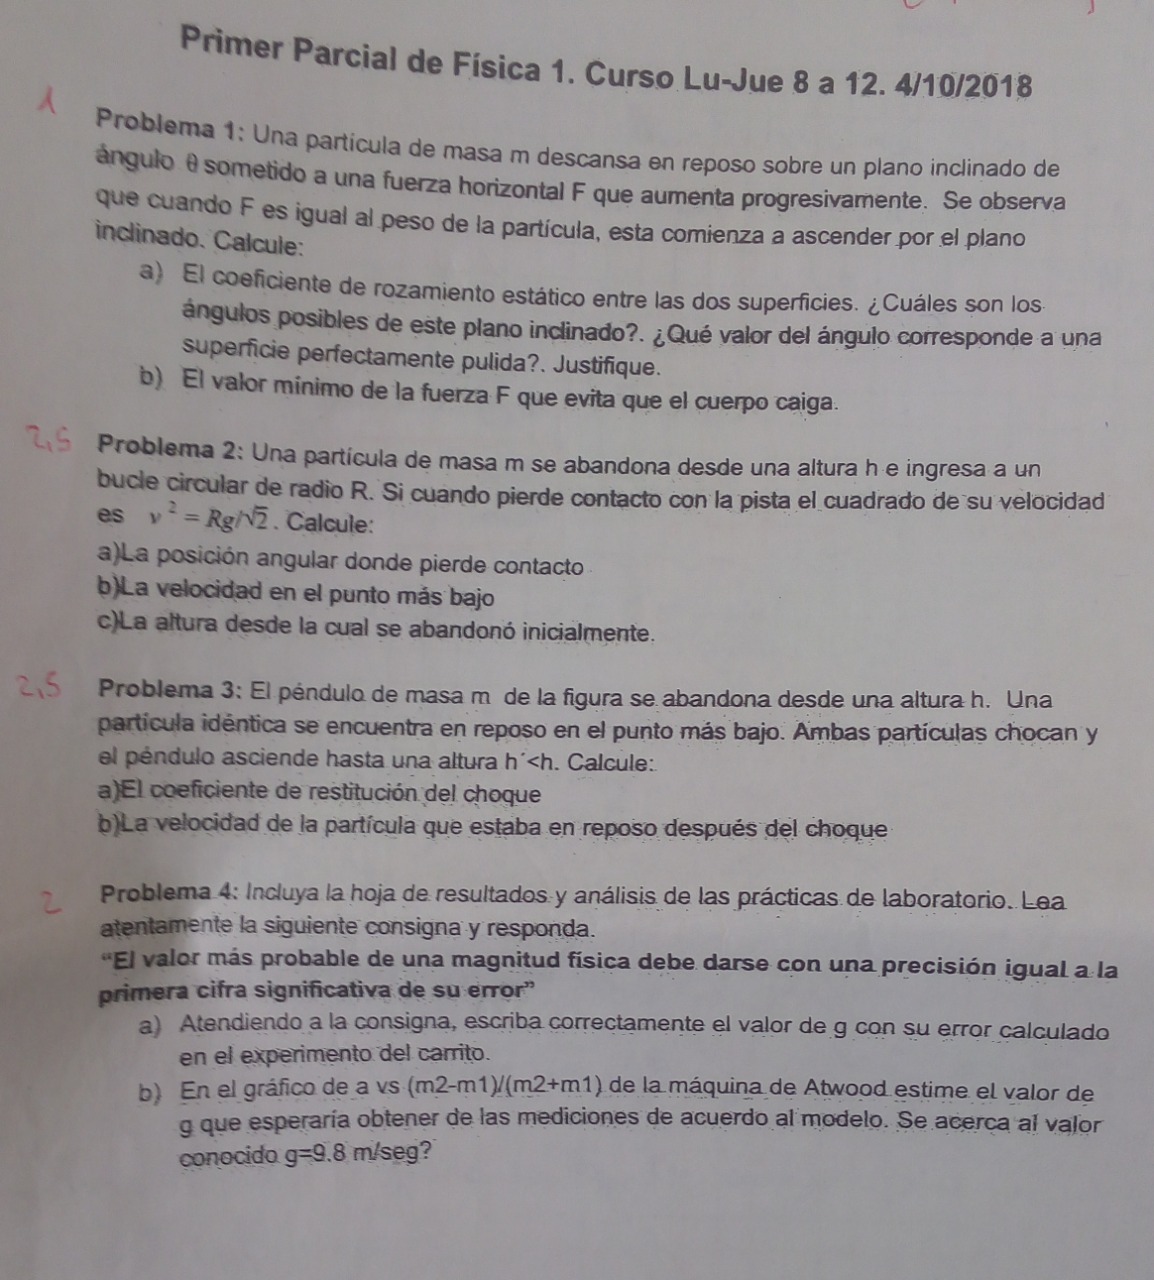 Primer Parcial de Física 1. Curso Lu-Jue 8 a 12. 4/10/2018
1
Problema 1: Una partícula de masa m descansa en reposo sobre un plano inclinado de
ángulo θ sometido a una fuerza horizontal F que aumenta progresivamente. Se observa
que cuando F es igual al peso de la partícula, esta comienza a ascender por el plano
inclinado. Calcule:
a) El coeficiente de rozamiento estático entre las dos superficies. ¿Cuáles son los
ángulos posibles de este plano inclinado?. ¿Qué valor del ángulo corresponde a una
superficie perfectamente pulida?. Justifique.
b) El valor mínimo de la fuerza F que evita que el cuerpo caiga.
2,5
Problema 2: Una partícula de masa m se abandona desde una altura h e ingresa a un
bucle circular de radio R. Si cuando pierde contacto con la pista el cuadrado de su velocidad
es v² = Rg/√2. Calcule:
a)La posición angular donde pierde contacto
b)La velocidad en el punto más bajo
c)La altura desde la cual se abandonó inicialmente.
2,5
Problema 3: El péndulo de masa m de la figura se abandona desde una altura h. Una
partícula idéntica se encuentra en reposo en el punto más bajo. Ambas partículas chocan y
el péndulo asciende hasta una altura h´<h. Calcule:
a)El coeficiente de restitución del choque
b)La velocidad de la partícula que estaba en reposo después del choque
2
Problema 4: Incluya la hoja de resultados y análisis de las prácticas de laboratorio. Lea
atentamente la siguiente consigna y responda.
“El valor más probable de una magnitud física debe darse con una precisión igual a la
primera cifra significativa de su error”
a) Atendiendo a la consigna, escriba correctamente el valor de g con su error calculado
en el experimento del carrito.
b) En el gráfico de a vs (m2-m1)/(m2+m1) de la máquina de Atwood estime el valor de
g que esperaría obtener de las mediciones de acuerdo al modelo. Se acerca al valor
conocido g=9.8 m/seg?